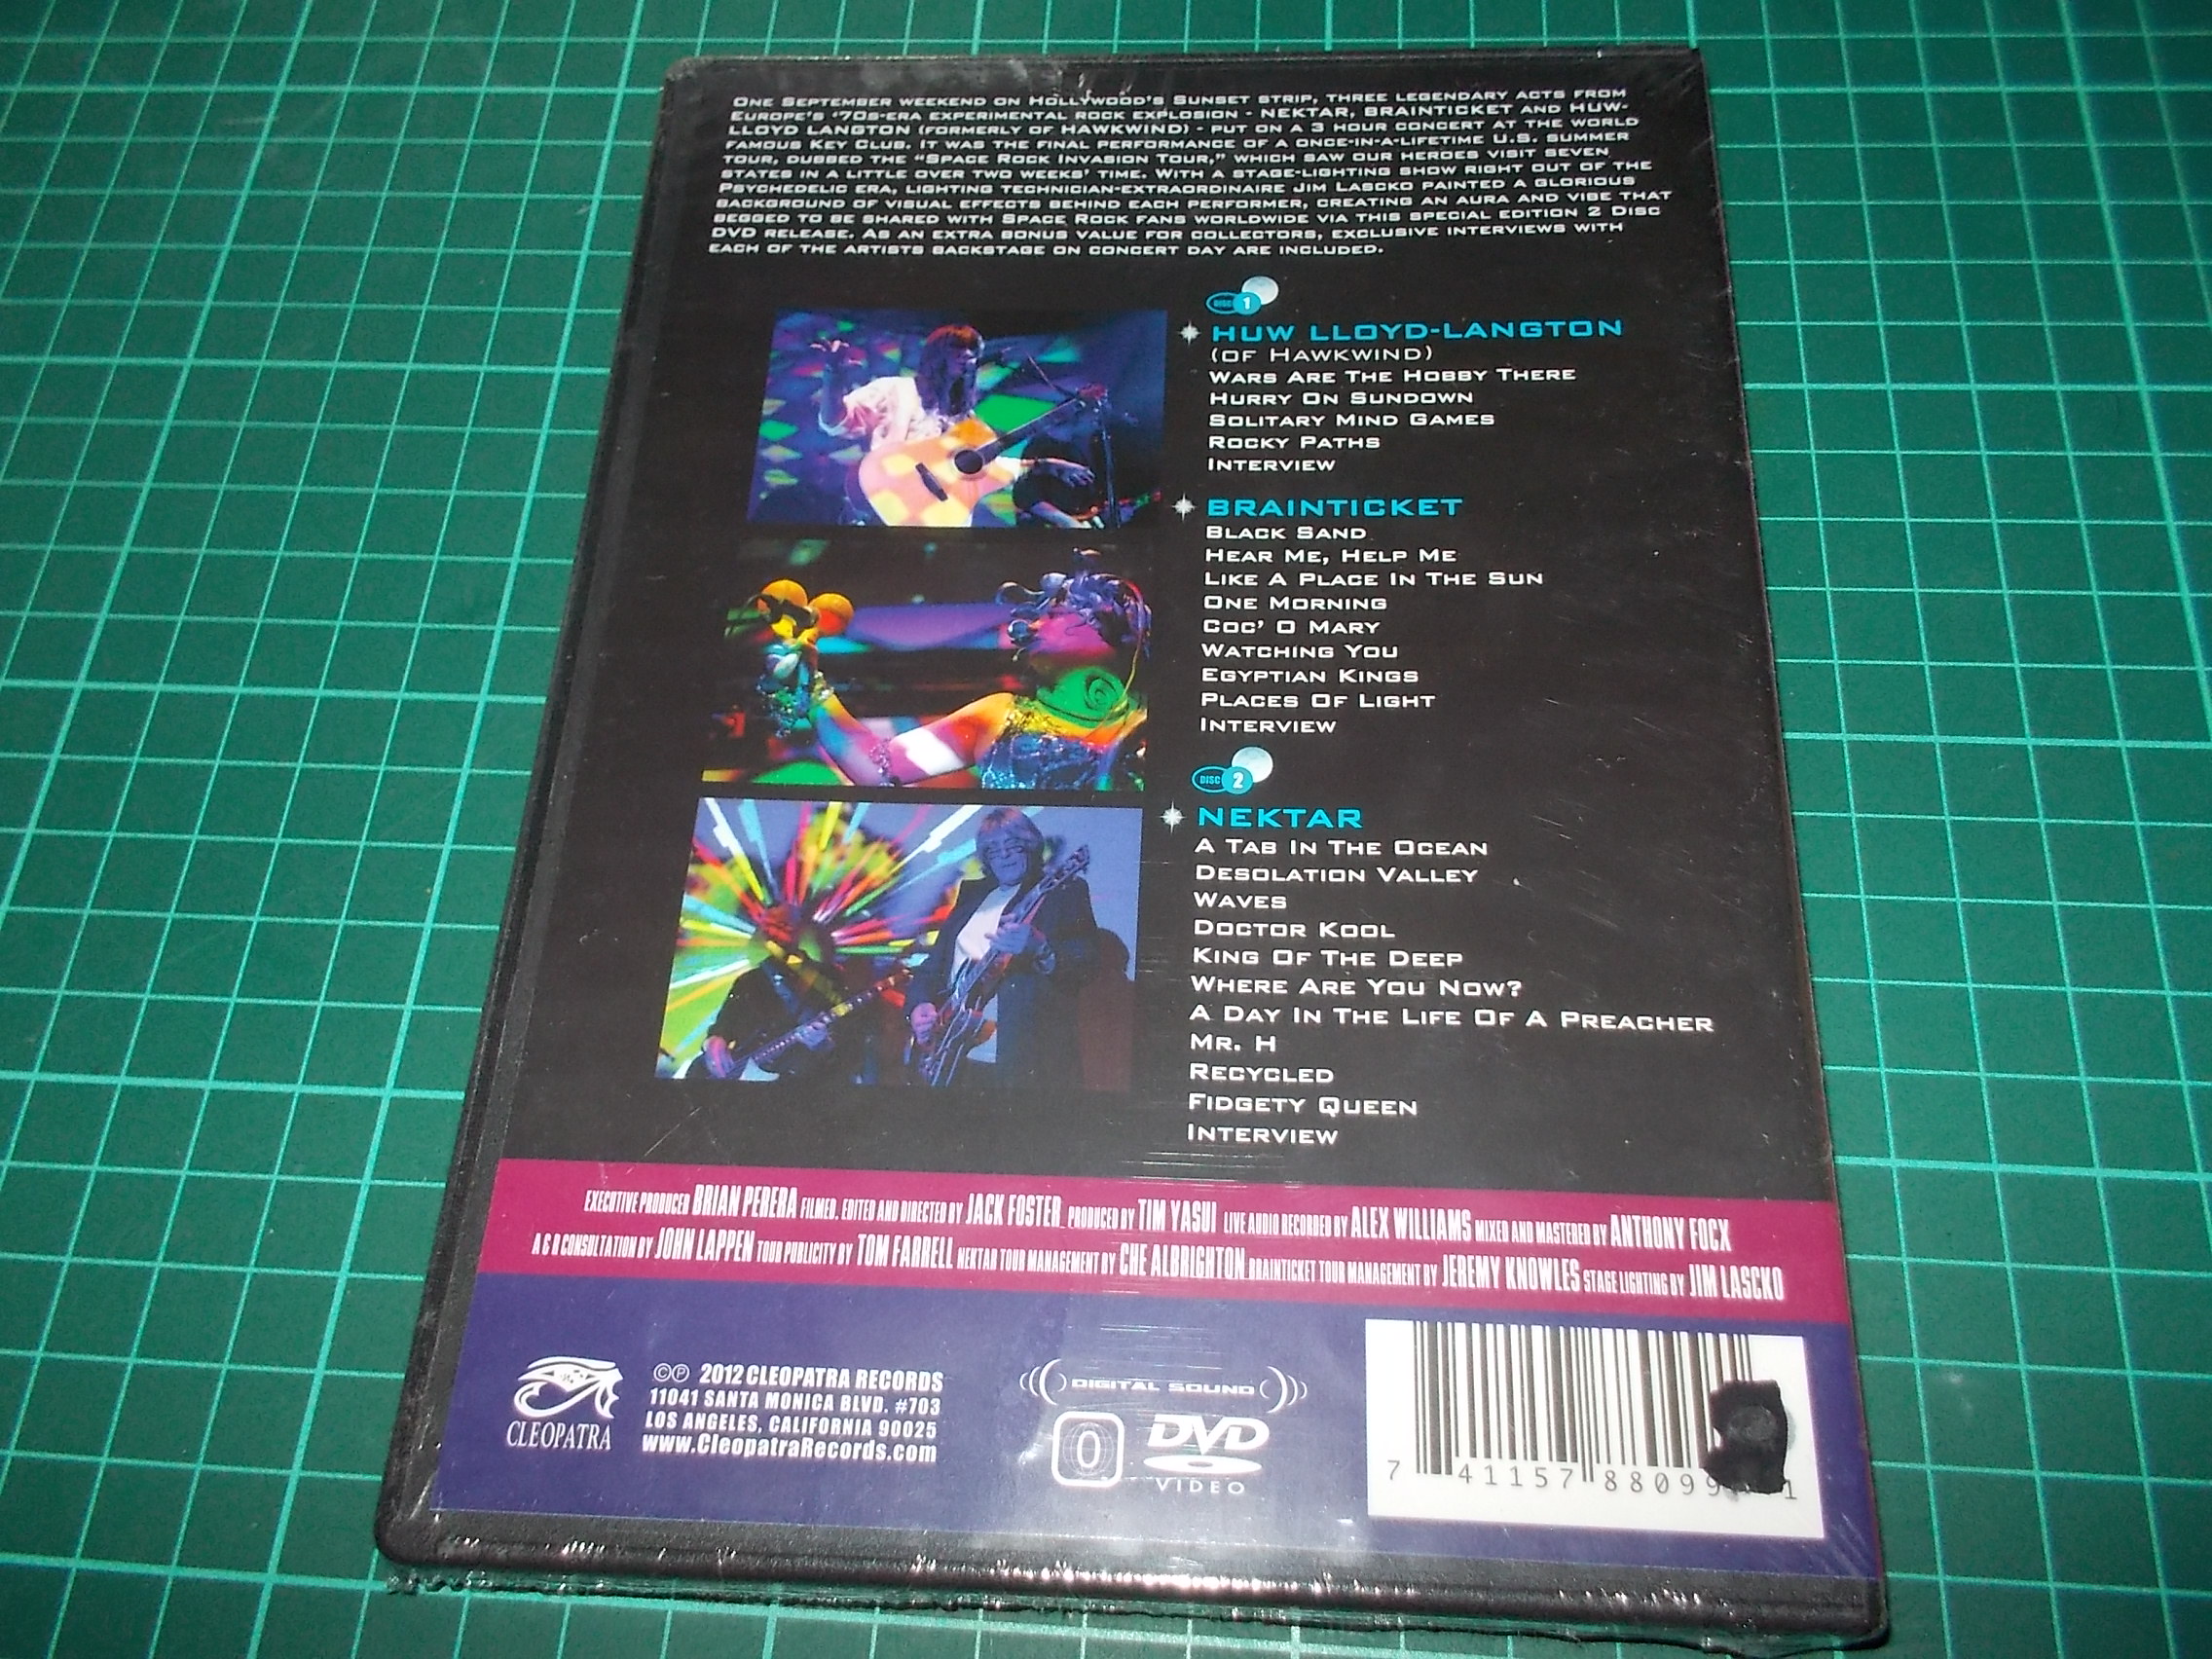 ONE SEPTEMBER WEEKEND ON HOLLYWOOD'S SUNSET STRIP, THREE LEGENDARY ACTS FROM
EUROPE'S '70S-ERA EXPERIMENTAL ROCK EXPLOSION - NEKTAR, BRAINTICKET AND HUW-
LLOYD LANGTON (FORMERLY OF HAWKWIND) - PUT ON A 3 HOUR CONCERT AT THE WORLD
FAMOUS KEY CLUB. IT WAS THE FINAL PERFORMANCE OF A ONCE-IN-A-LIFETIME U.S. SUMMER
TOUR, DUBBED THE "SPACE ROCK INVASION TOUR," WHICH SAW OUR HEROES VISIT SEVEN
STATES IN A LITTLE OVER TWO WEEKS' TIME. WITH A STAGE-LIGHTING SHOW RIGHT OUT OF THE
PSYCHEDELIC ERA, LIGHTING TECHNICIAN-EXTRAORDINAIRE JIM LASCKO PAINTED A GLORIOUS
BACKGROUND OF VISUAL EFFECTS BEHIND EACH PERFORMER, CREATING AN AURA AND VIBE THAT
BEGGED TO BE SHARED WITH SPACE ROCK FANS WORLDWIDE VIA THIS SPECIAL EDITION 2 DISC
DVD RELEASE. AS AN EXTRA BONUS VALUE FOR COLLECTORS, EXCLUSIVE INTERVIEWS WITH
EACH OF THE ARTISTS BACKSTAGE ON CONCERT DAY ARE INCLUDED.
DISC 1
HUW LLOYD-LANGTON
(OF HAWKWIND)
WARS ARE THE HOBBY THERE
HURRY ON SUNDOWN
SOLITARY MIND GAMES
ROCKY PATHS
INTERVIEW
BRAINTICKET
BLACK SAND
HEAR ME, HELP ME
LIKE A PLACE IN THE SUN
ONE MORNING
COC' O MARY
WATCHING YOU
EGYPTIAN KINGS
PLACES OF LIGHT
INTERVIEW
DISC 2
NEKTAR
A TAB IN THE OCEAN
DESOLATION VALLEY
WAVES
DOCTOR KOOL
KING OF THE DEEP
WHERE ARE YOU NOW?
A DAY IN THE LIFE OF A PREACHER
MR. H
RECYCLED
FIDGETY QUEEN
INTERVIEW
EXECUTIVE PRODUCER BRIAN PERERA FILMED, EDITED AND DIRECTED BY JACK FOSTER PRODUCED BY TIM YASUI LIVE AUDIO RECORDED BY ALEX WILLIAMS MIXED AND MASTERED BY ANTHONY FOCX
A & R CONSULTATION BY JOHN LAPPEN TOUR PUBLICITY BY TOM FARRELL NEKTAR TOUR MANAGEMENT BY CHE ALBRIGHTON BRAINTICKET TOUR MANAGEMENT BY JEREMY KNOWLES STAGE LIGHTING BY JIM LASCKO
CLEOPATRA
©℗ 2012 CLEOPATRA RECORDS
11041 SANTA MONICA BLVD. #703
LOS ANGELES, CALIFORNIA 90025
www.CleopatraRecords.com
DIGITAL SOUND
0
DVD
VIDEO
7 41157 88099 1